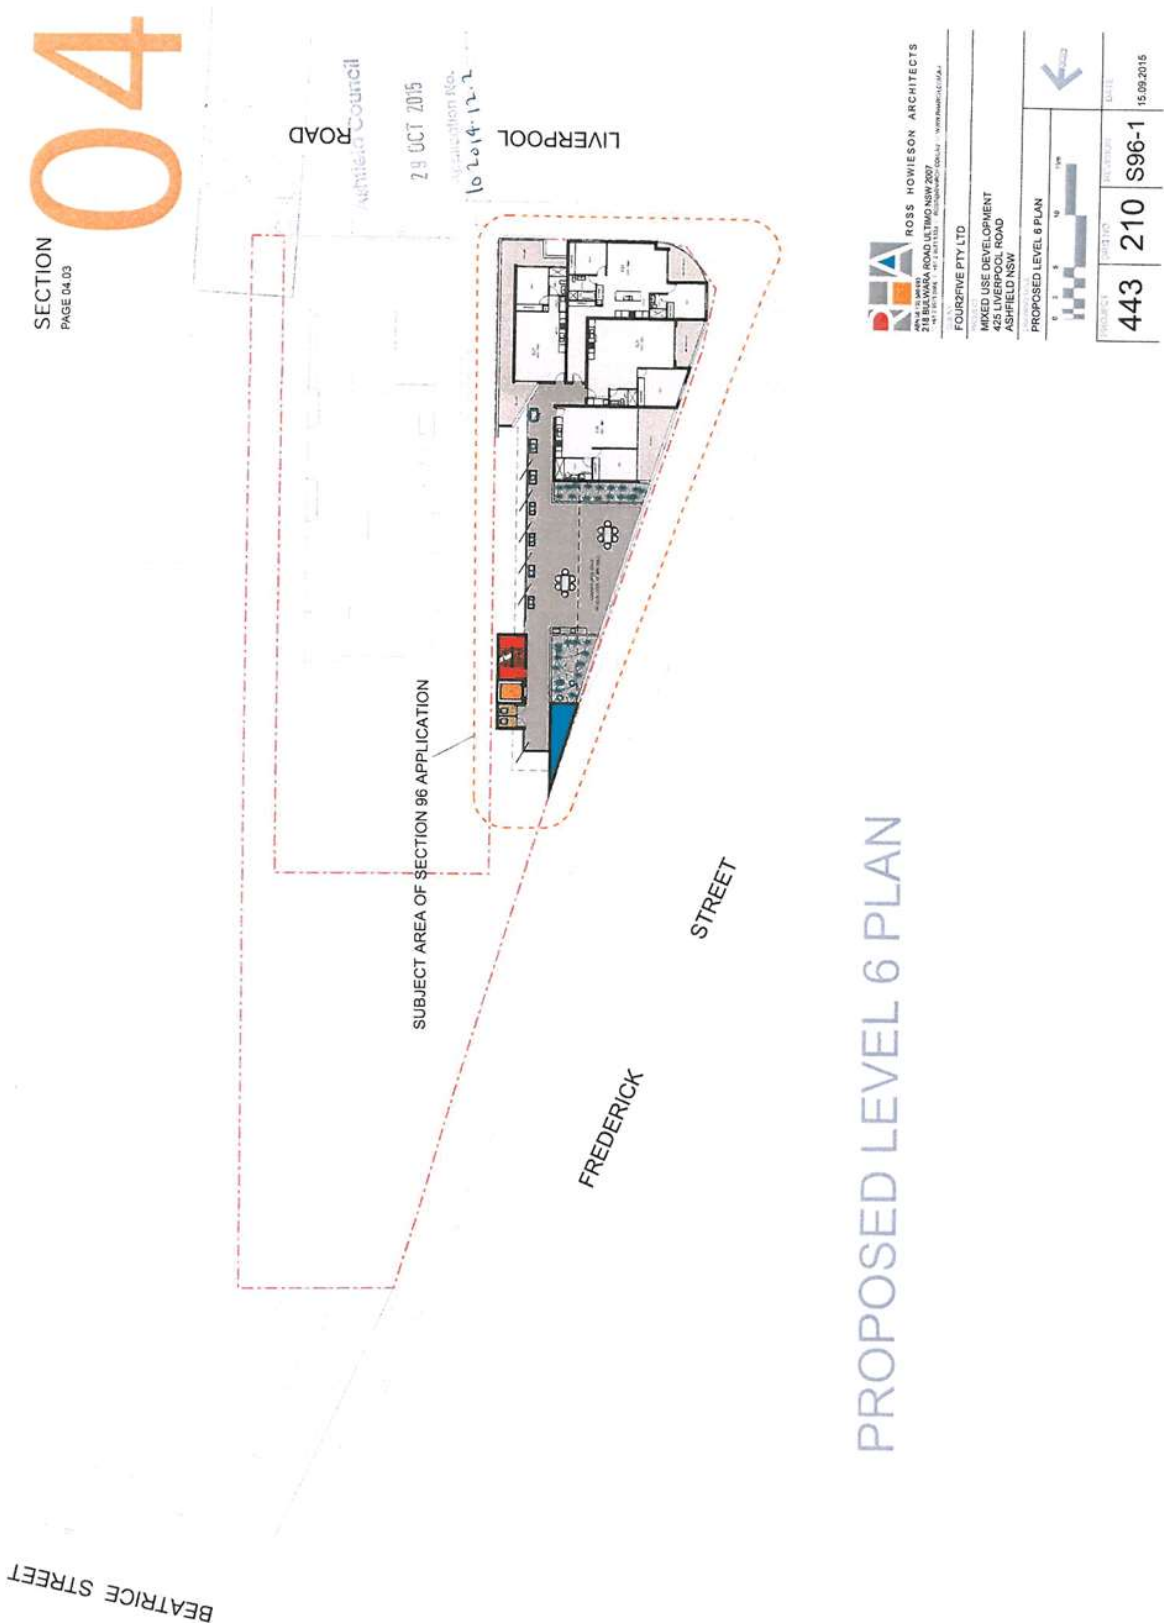 SECTION
PAGE 04.03
04
Ashfield Council
29 OCT 2015
Application No.
10.2014.12.2
LIVERPOOL
ROAD
SUBJECT AREA OF SECTION 96 APPLICATION
FREDERICK
STREET
BEATRICE STREET
PROPOSED LEVEL 6 PLAN
ROSS HOWIESON ARCHITECTS
218 BULWARA ROAD ULTIMO NSW 2007
FOUR2FIVE PTY LTD
PROJECT
MIXED USE DEVELOPMENT
425 LIVERPOOL ROAD
ASHFIELD NSW
PROPOSED LEVEL 6 PLAN
PROJECT
443
210
S96-1
DATE
15.09.2015